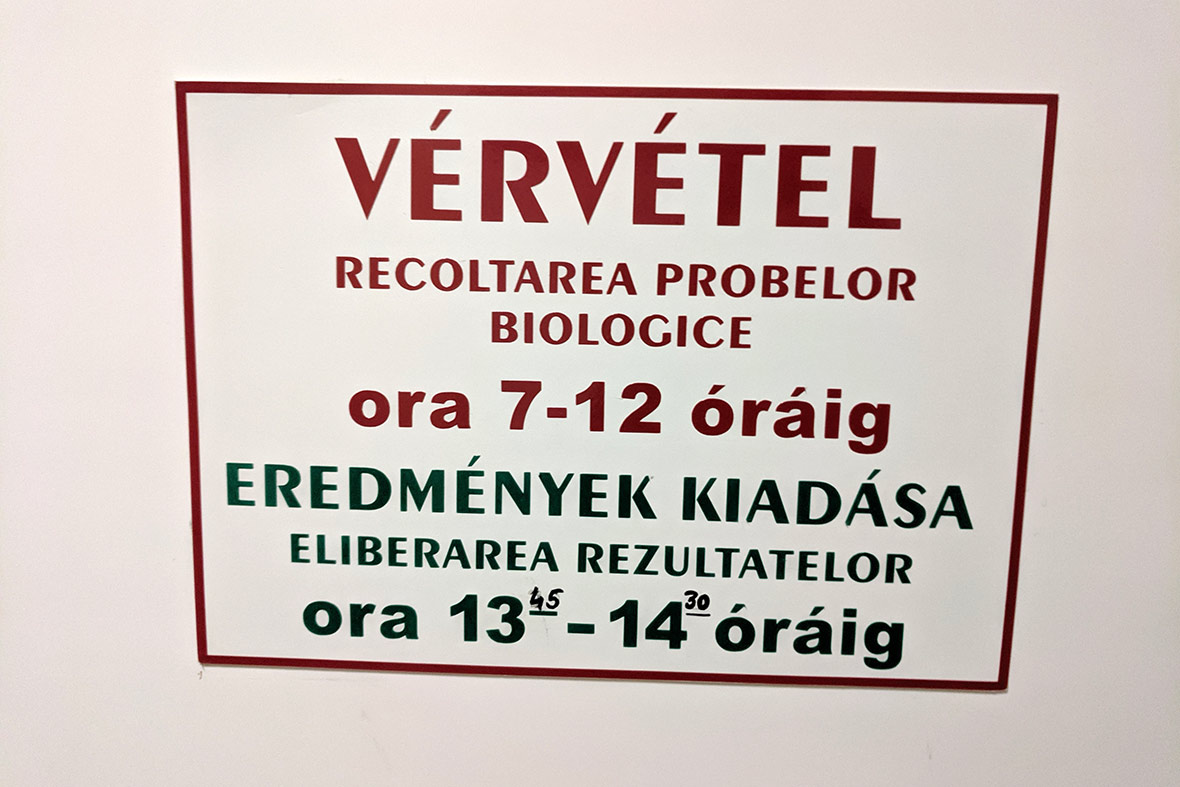 VÉRVÉTEL
RECOLTAREA PROBELOR
BIOLOGICE
ora 7-12 óráig
EREDMÉNYEK KIADÁSA
ELIBERAREA REZULTATELOR
ora 13 45 - 14 30 óráig